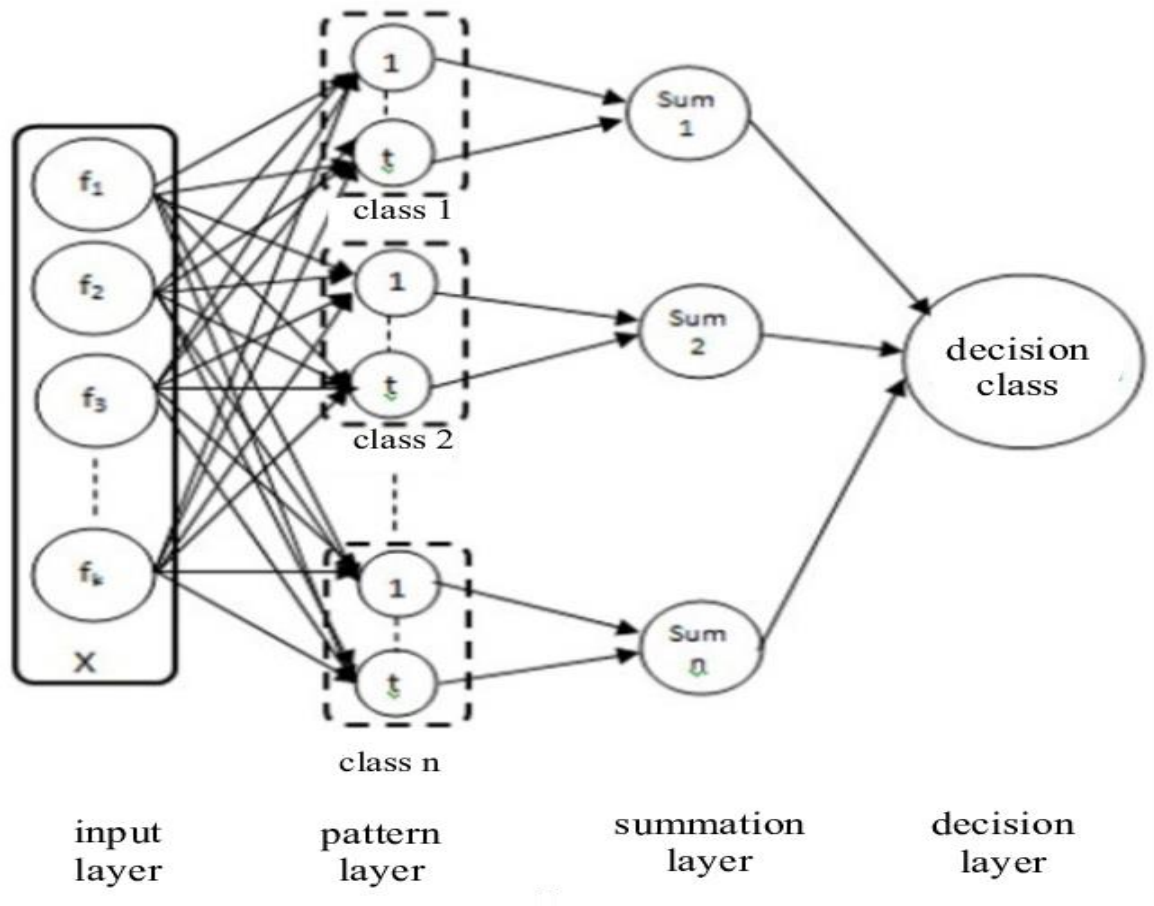 f₁
f₂
f₃
fₖ
X
1
t
class 1
1
t
class 2
1
t
class n
Sum
1
Sum
2
Sum
n
decision
class
input
layer
pattern
layer
summation
layer
decision
layer